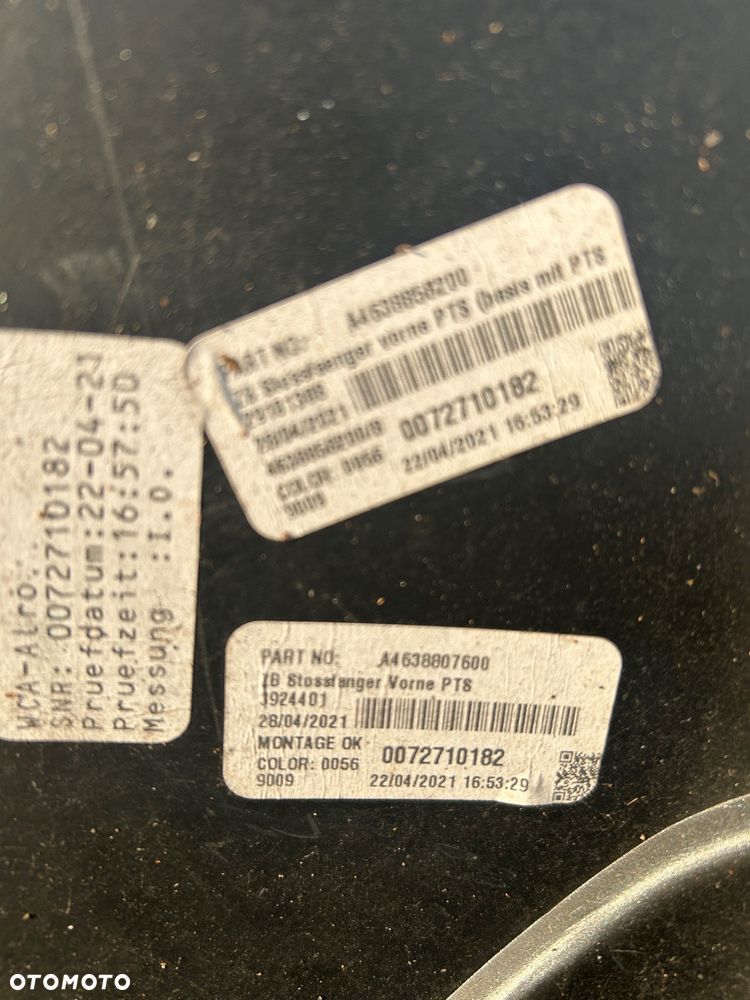 PART NO: A4638858200
ZB Stossfaenger vorne PTS (basis mit PTS
0072710182
COLOR: 0056
9009 22/04/2021 16:53:29
WCA-Alro..
SNR: 0072710182
Pruefdatum:22-04-21
Pruefzeit:16:57:50
Messung :I.O.
PART NO: A4638807600
ZB Stossfanger Vorne PTS
28/04/2021
MONTAGE OK
0072710182
COLOR: 0056
9009 22/04/2021 16:53:29
OTOMOTO